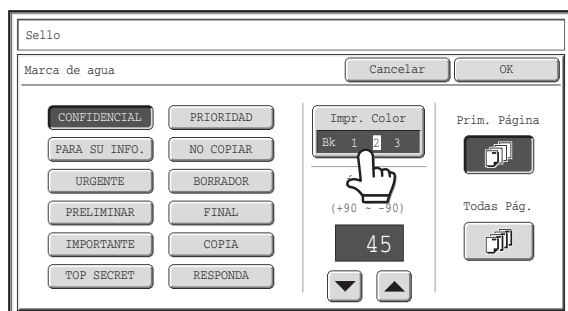 Sello
Marca de agua
Cancelar
OK
CONFIDENCIAL
PRIORIDAD
PARA SU INFO.
NO COPIAR
URGENTE
BORRADOR
PRELIMINAR
FINAL
IMPORTANTE
COPIA
TOP SECRET
RESPONDA
Impr. Color
Bk 1 2 3
(+90 ~ -90)
45
Prim. Página
Todas Pág.